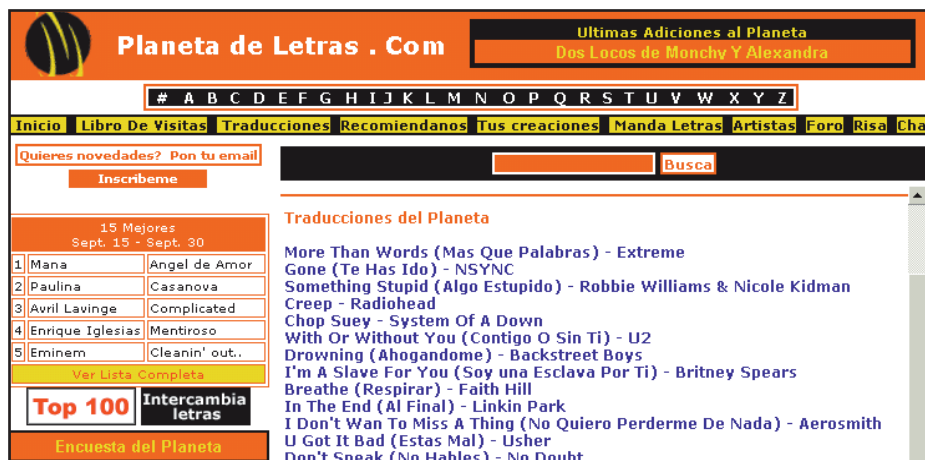 Planeta de Letras . Com
Ultimas Adiciones al Planeta
Dos Locos de Monchy Y Alexandra
# A B C D E F G H I J K L M N O P Q R S T U V W X Y Z
Inicio Libro De Visitas Traducciones Recomiendanos Tus creaciones Manda Letras Artistas Foro Risa Cha
Quieres novedades? Pon tu email
Inscribeme
Busca
15 Mejores
Sept. 15 - Sept. 30
1 Mana Angel de Amor
2 Paulina Casanova
3 Avril Lavinge Complicated
4 Enrique Iglesias Mentiroso
5 Eminem Cleanin' out..
Ver Lista Completa
Top 100
Intercambia
letras
Encuesta del Planeta
Traducciones del Planeta
More Than Words (Mas Que Palabras) - Extreme
Gone (Te Has Ido) - NSYNC
Something Stupid (Algo Estupido) - Robbie Williams & Nicole Kidman
Creep - Radiohead
Chop Suey - System Of A Down
With Or Without You (Contigo O Sin Ti) - U2
Drowning (Ahogandome) - Backstreet Boys
I'm A Slave For You (Soy una Esclava Por Ti) - Britney Spears
Breathe (Respirar) - Faith Hill
In The End (Al Final) - Linkin Park
I Don't Wan To Miss A Thing (No Quiero Perderme De Nada) - Aerosmith
U Got It Bad (Estas Mal) - Usher
Don't Speak (No Hables) - No Doubt